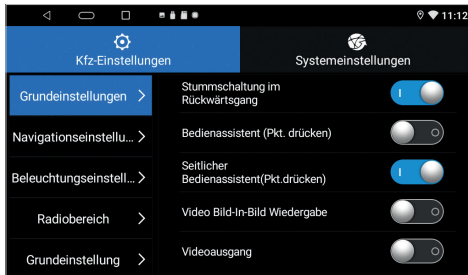 11:12
Kfz-Einstellungen
Systemeinstellungen
Grundeinstellungen
Navigationseinstellu...
Beleuchtungseinstell...
Radiobereich
Grundeinstellung
Stummschaltung im
Rückwärtsgang
Bedienassistent (Pkt. drücken)
Seitlicher
Bedienassistent(Pkt.drücken)
Video Bild-In-Bild Wiedergabe
Videoausgang